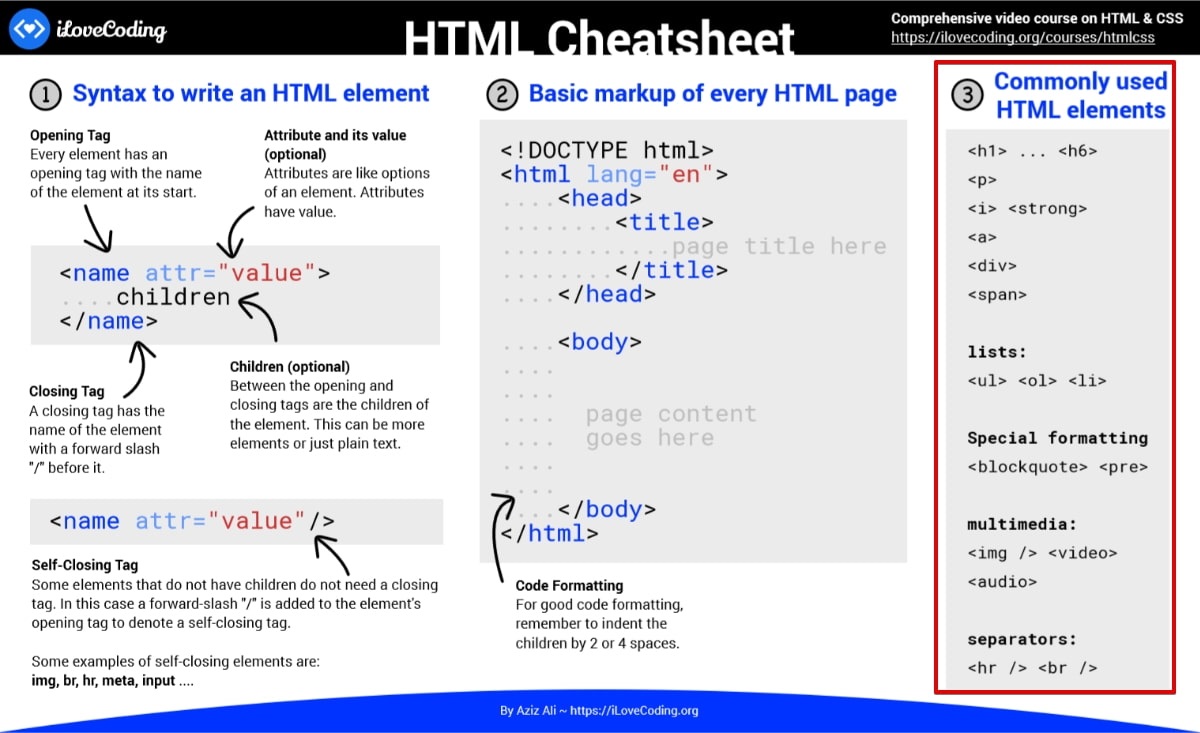 iLoveCoding
HTML Cheatsheet
Comprehensive video course on HTML & CSS
https://ilovecoding.org/courses/htmlcss
1 Syntax to write an HTML element
Opening Tag
Every element has an
opening tag with the name
of the element at its start.
Attribute and its value
(optional)
Attributes are like options
of an element. Attributes
have value.
<name attr="value">
....children
</name>
Closing Tag
A closing tag has the
name of the element
with a forward slash
"/" before it.
Children (optional)
Between the opening and
closing tags are the children of
the element. This can be more
elements or just plain text.
<name attr="value"/>
Self-Closing Tag
Some elements that do not have children do not need a closing
tag. In this case a forward-slash "/" is added to the element's
opening tag to denote a self-closing tag.
Some examples of self-closing elements are:
img, br, hr, meta, input ....
2 Basic markup of every HTML page
<!DOCTYPE html>
<html lang="en">
....<head>
........<title>
............page title here
........</title>
....</head>
....<body>
....
....
.... page content
.... goes here
....
....
....</body>
</html>
Code Formatting
For good code formatting,
remember to indent the
children by 2 or 4 spaces.
3 Commonly used
HTML elements
<h1> ... <h6>
<p>
<i> <strong>
<a>
<div>
<span>
lists:
<ul> <ol> <li>
Special formatting
<blockquote> <pre>
multimedia:
<img /> <video>
<audio>
separators:
<hr /> <br />
By Aziz Ali ~ https://iLoveCoding.org